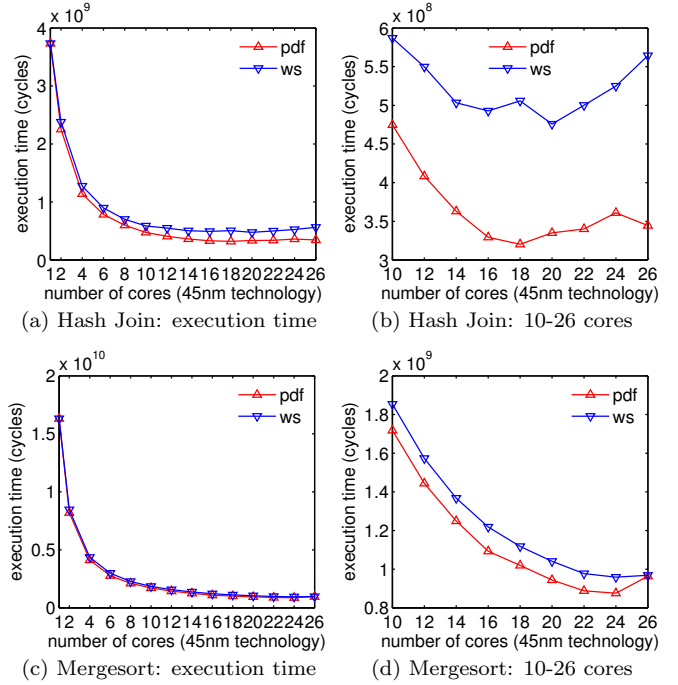 x 10^9
4
3
2
1
0
execution time (cycles)
pdf
ws
1 2 4 6 8 10 12 14 16 18 20 22 24 26
number of cores (45nm technology)
(a) Hash Join: execution time
x 10^8
6
5.5
5
4.5
4
3.5
3
execution time (cycles)
pdf
ws
10 12 14 16 18 20 22 24 26
number of cores (45nm technology)
(b) Hash Join: 10-26 cores
x 10^10
2
1.5
1
0.5
0
execution time (cycles)
pdf
ws
1 2 4 6 8 10 12 14 16 18 20 22 24 26
number of cores (45nm technology)
(c) Mergesort: execution time
x 10^9
2
1.8
1.6
1.4
1.2
1
0.8
execution time (cycles)
pdf
ws
10 12 14 16 18 20 22 24 26
number of cores (45nm technology)
(d) Mergesort: 10-26 cores